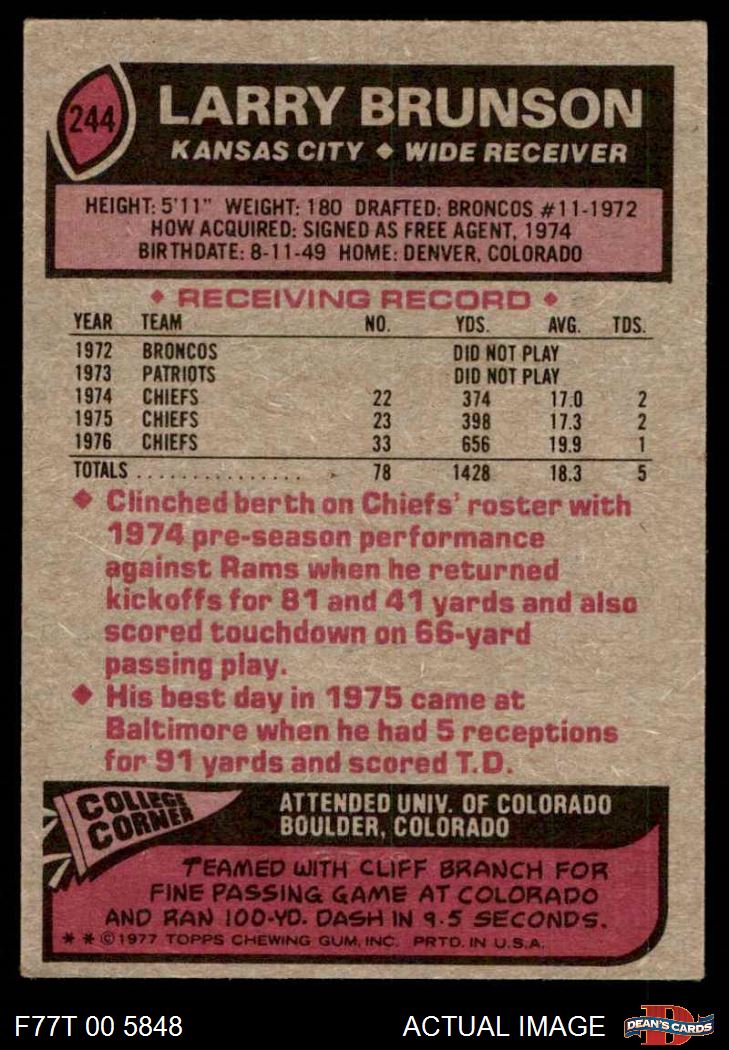 244
LARRY BRUNSON
KANSAS CITY ◆ WIDE RECEIVER
HEIGHT: 5'11" WEIGHT: 180 DRAFTED: BRONCOS #11-1972
HOW ACQUIRED: SIGNED AS FREE AGENT, 1974
BIRTHDATE: 8-11-49 HOME: DENVER, COLORADO
◆ RECEIVING RECORD ◆
YEAR TEAM NO. YDS. AVG. TDS.
1972 BRONCOS DID NOT PLAY
1973 PATRIOTS DID NOT PLAY
1974 CHIEFS 22 374 17.0 2
1975 CHIEFS 23 398 17.3 2
1976 CHIEFS 33 656 19.9 1
TOTALS ................ 78 1428 18.3 5
◆ Clinched berth on Chiefs' roster with
1974 pre-season performance
against Rams when he returned
kickoffs for 81 and 41 yards and also
scored touchdown on 66-yard
passing play.
◆ His best day in 1975 came at
Baltimore when he had 5 receptions
for 91 yards and scored T.D.
COLLEGE
CORNER
ATTENDED UNIV. OF COLORADO
BOULDER, COLORADO
TEAMED WITH CLIFF BRANCH FOR
FINE PASSING GAME AT COLORADO
AND RAN 100-YD. DASH IN 9.5 SECONDS.
* * © 1977 TOPPS CHEWING GUM, INC. PRTD. IN U.S.A.
F77T 00 5848
ACTUAL IMAGE
D
DEAN'S CARDS